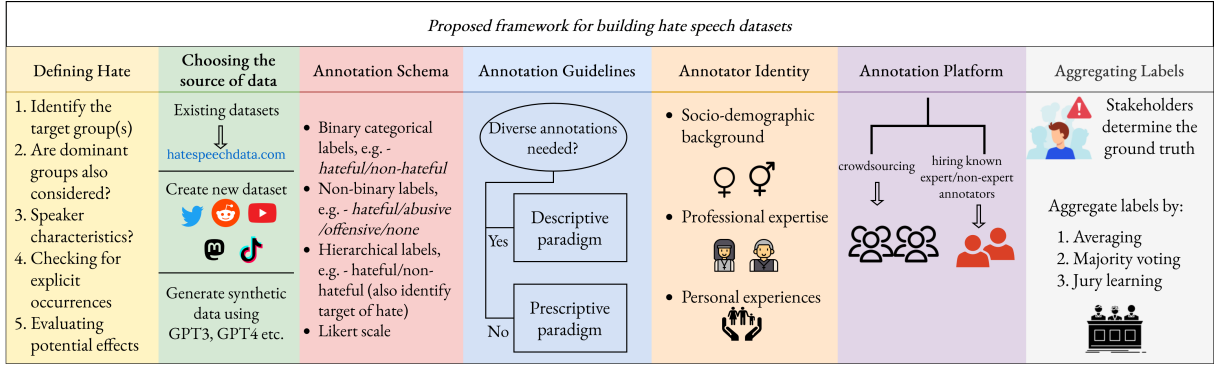 Proposed framework for building hate speech datasets
Defining Hate
1. Identify the
target group(s)
2. Are dominant
groups also
considered?
3. Speaker
characteristics?
4. Checking for
explicit
occurrences
5. Evaluating
potential effects
Choosing the
source of data
Existing datasets
hatespeechdata.com
Create new dataset
Generate synthetic
data using
GPT3, GPT4 etc.
Annotation Schema
• Binary categorical
labels, e.g. -
hateful/non-hateful
• Non-binary labels,
e.g. - hateful/abusive
/offensive/none
• Hierarchical labels,
e.g. - hateful/non-
hateful (also identify
target of hate)
• Likert scale
Annotation Guidelines
Diverse annotations
needed?
Yes
Descriptive
paradigm
No
Prescriptive
paradigm
Annotator Identity
• Socio-demographic
background
• Professional expertise
• Personal experiences
Annotation Platform
crowdsourcing
hiring known
expert/non-expert
annotators
Aggregating Labels
Stakeholders
determine the
ground truth
Aggregate labels by:
1. Averaging
2. Majority voting
3. Jury learning